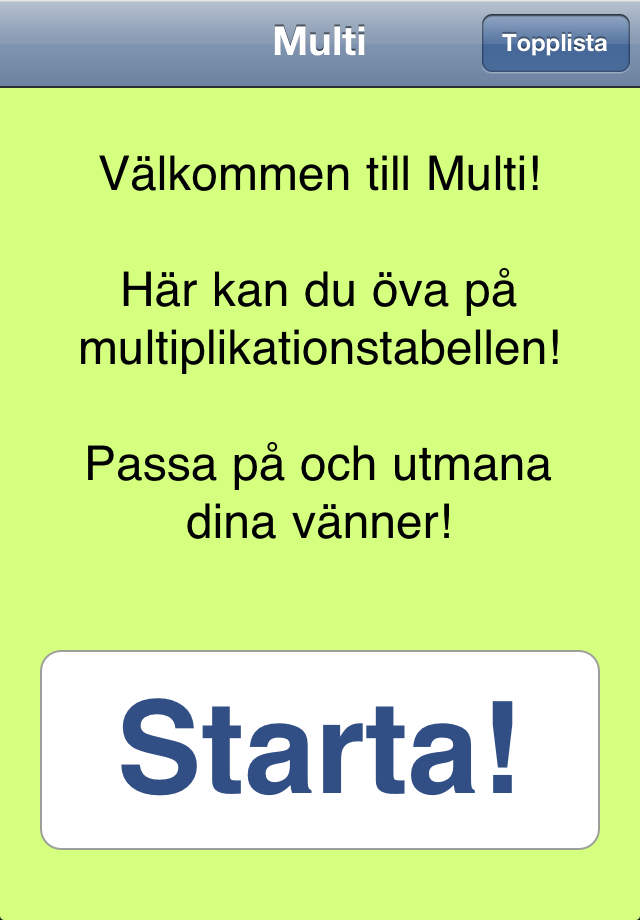 Multi
Topplista
Välkommen till Multi!
Här kan du öva på
multiplikationstabellen!
Passa på och utmana
dina vänner!
Starta!